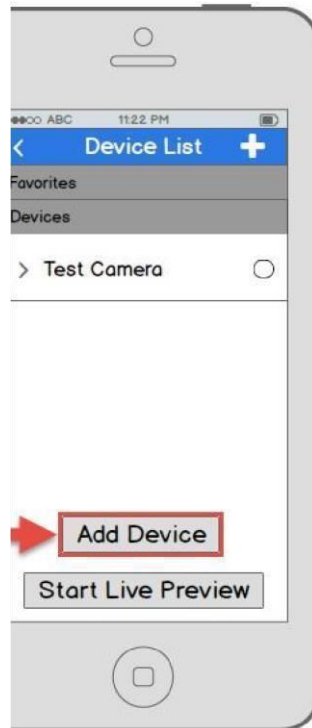 ABC 11:22 PM
Device List
Favorites
Devices
Test Camera
Add Device
Start Live Preview